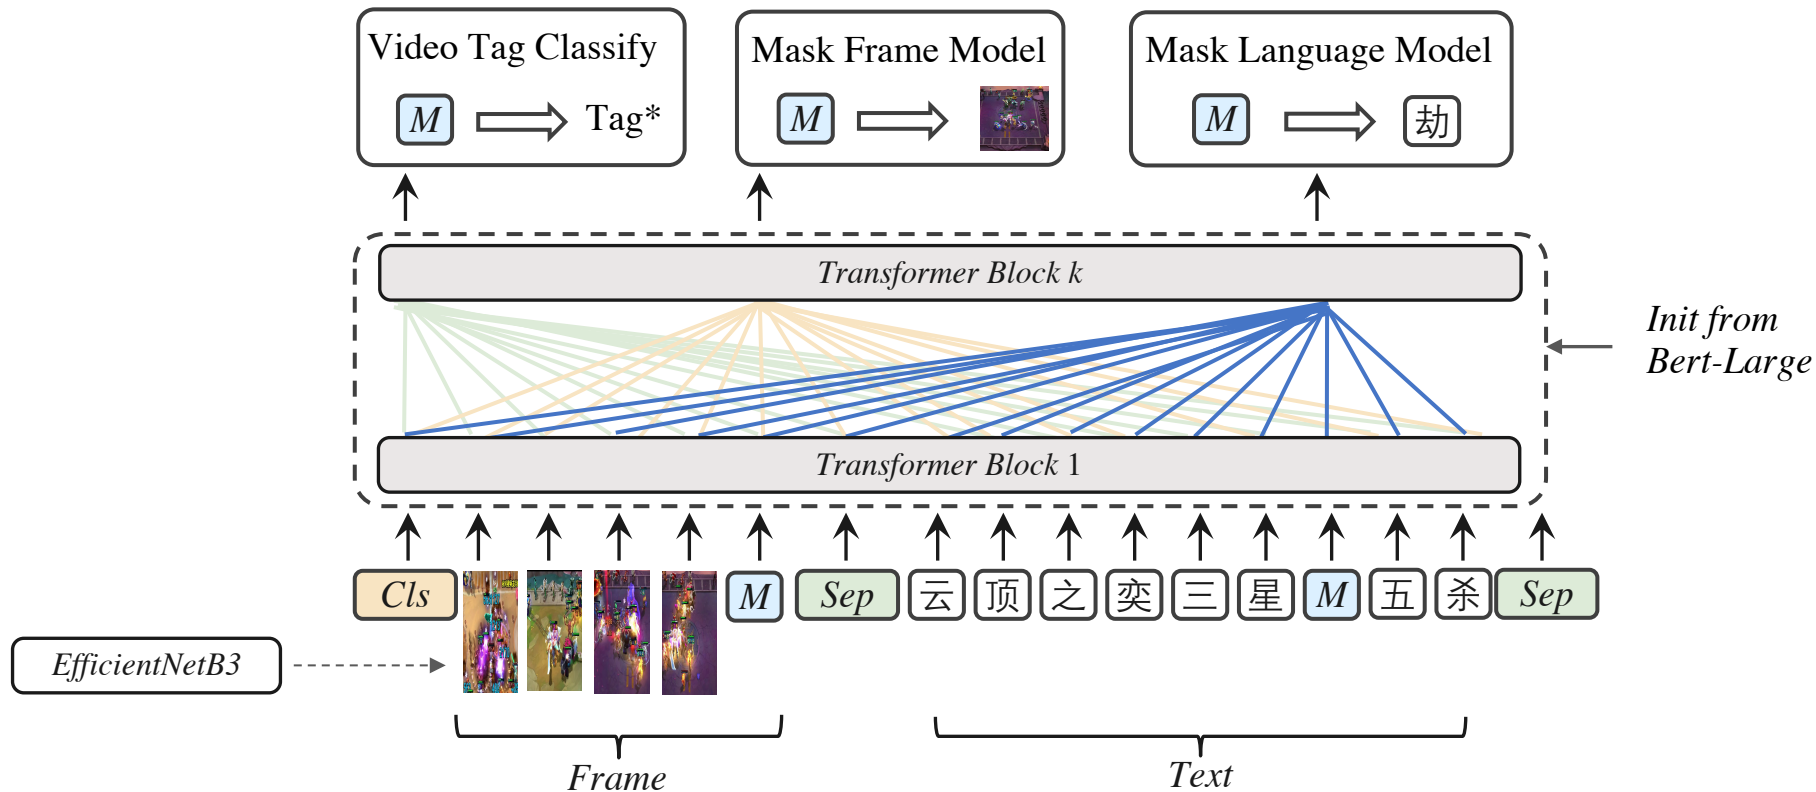 Video Tag Classify
M
Tag*
Mask Frame Model
M
Mask Language Model
M
劫
Transformer Block k
Init from
Bert-Large
Transformer Block 1
Cls
M
Sep
云
顶
之
奕
三
星
M
五
杀
Sep
EfficientNetB3
Frame
Text